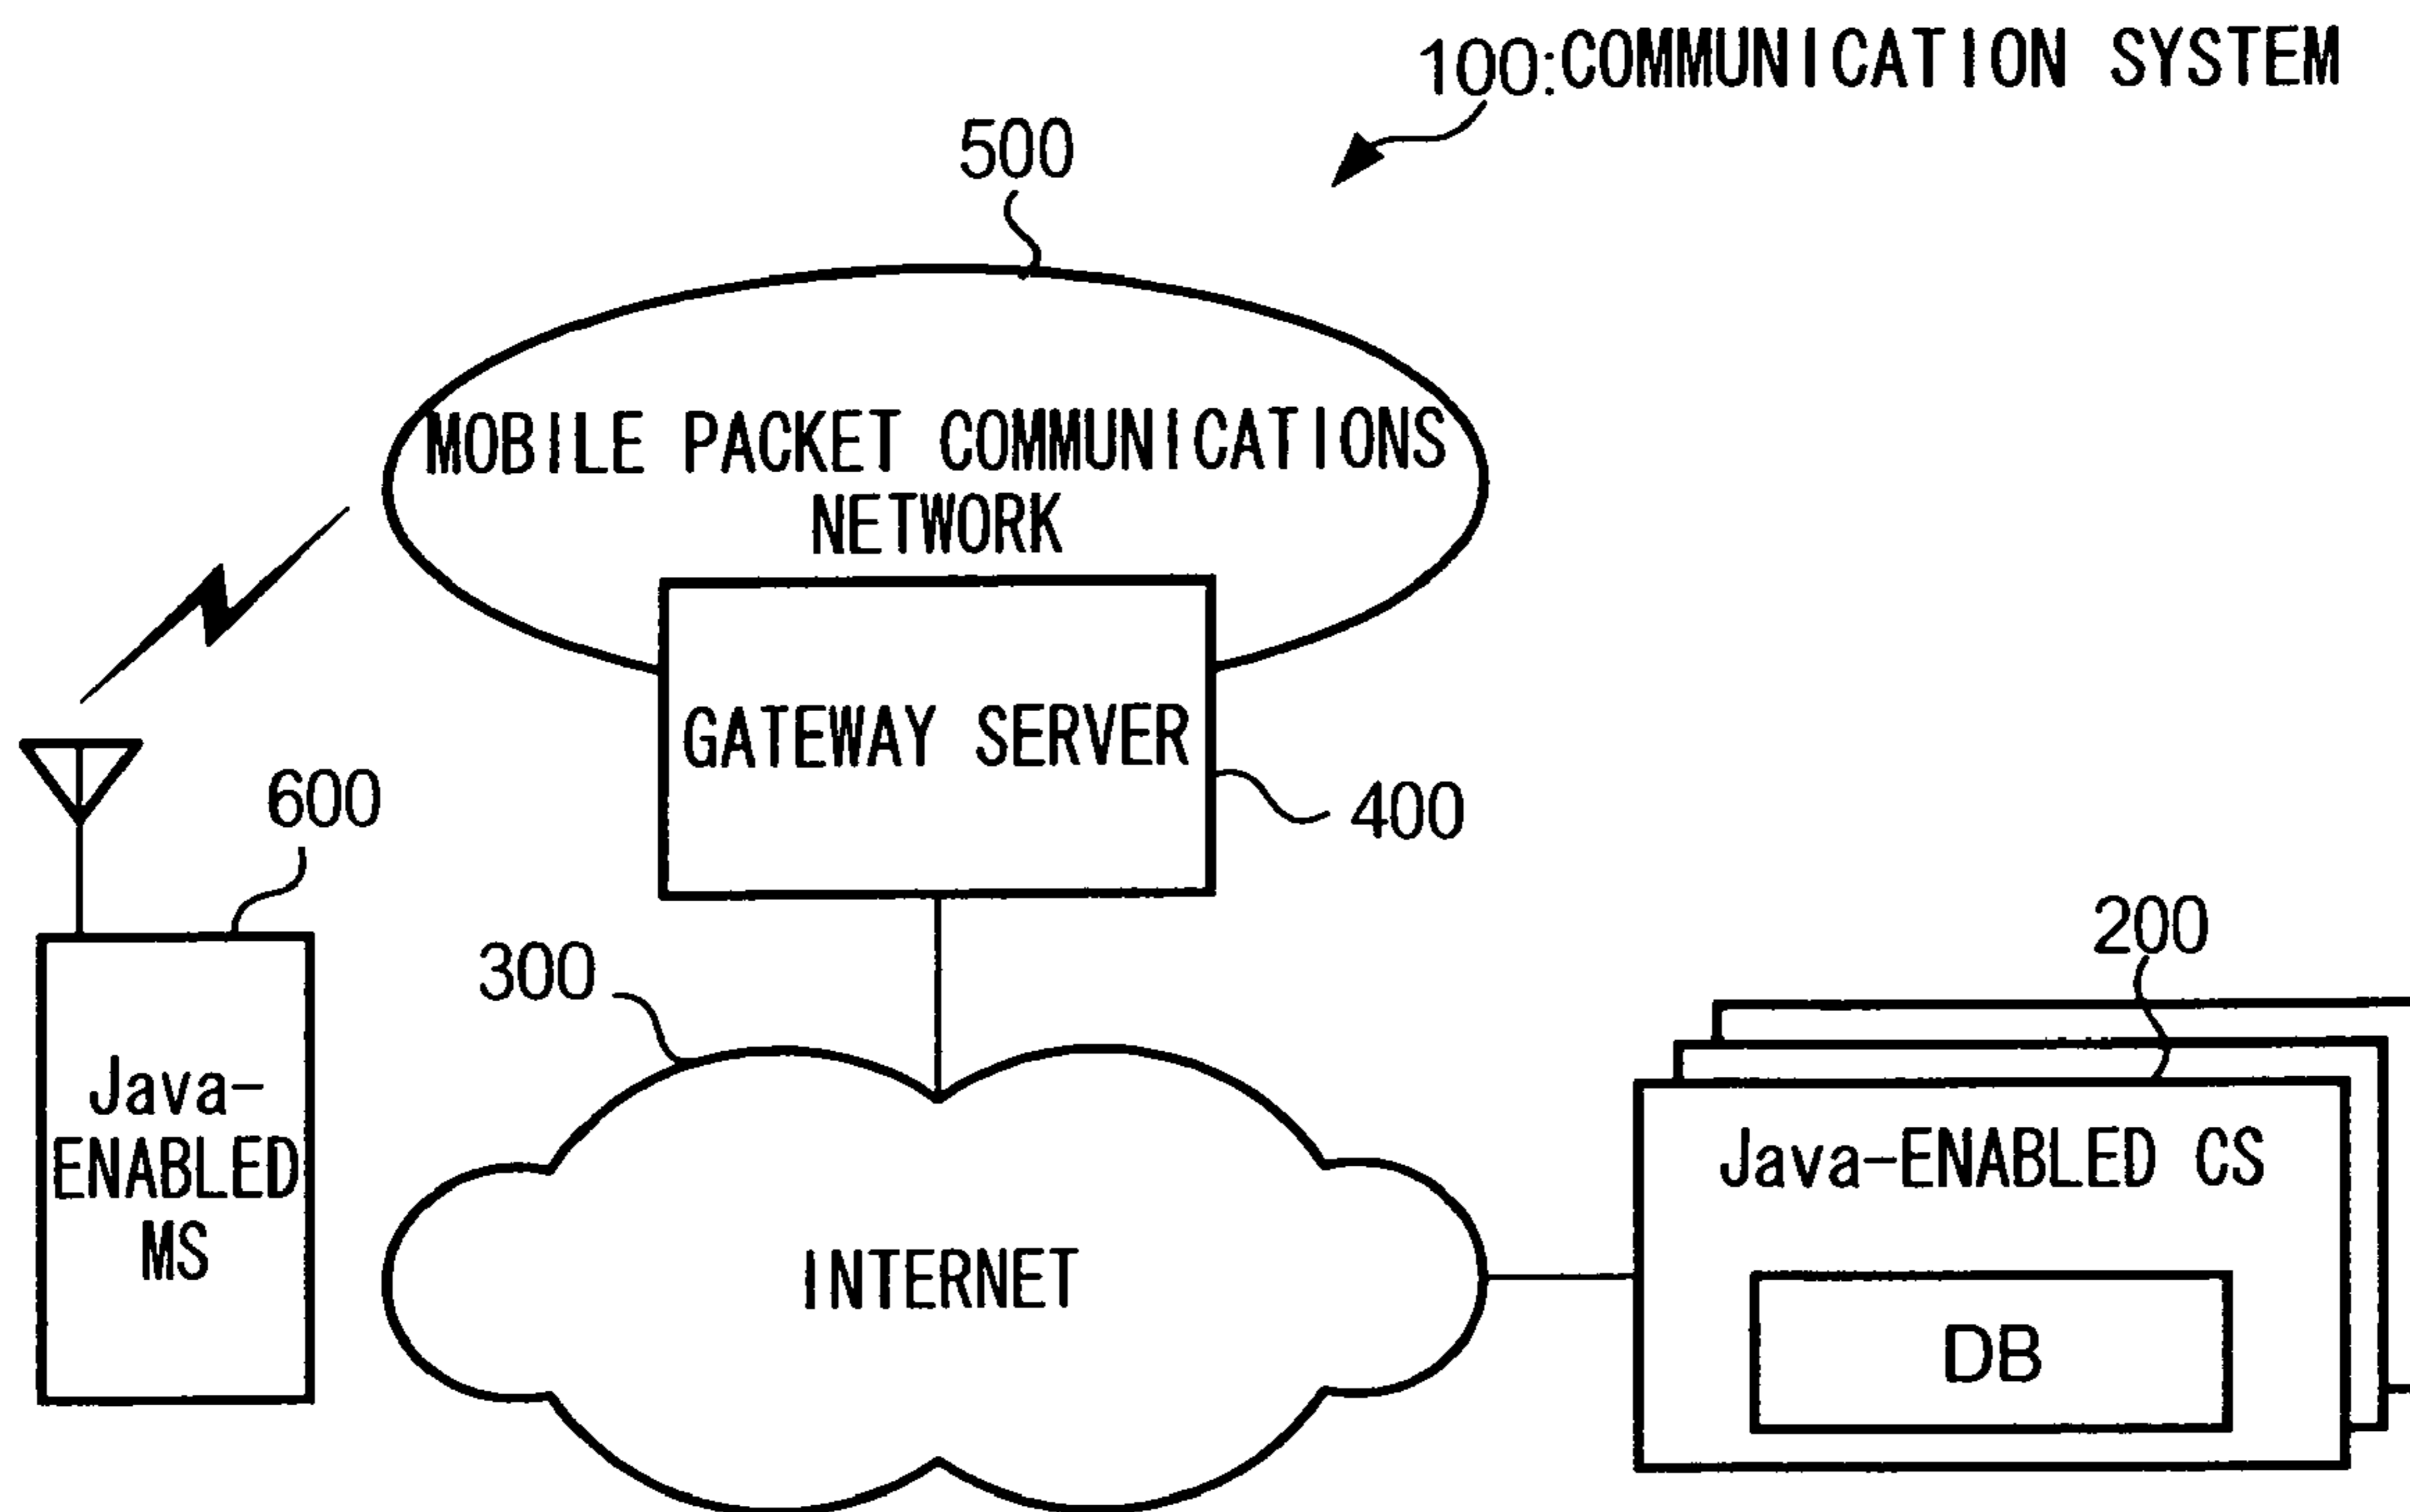 100:COMMUNICATION SYSTEM
500
MOBILE PACKET COMMUNICATIONS
NETWORK
GATEWAY SERVER
400
600
300
200
Java-
ENABLED
MS
Java-ENABLED CS
INTERNET
DB